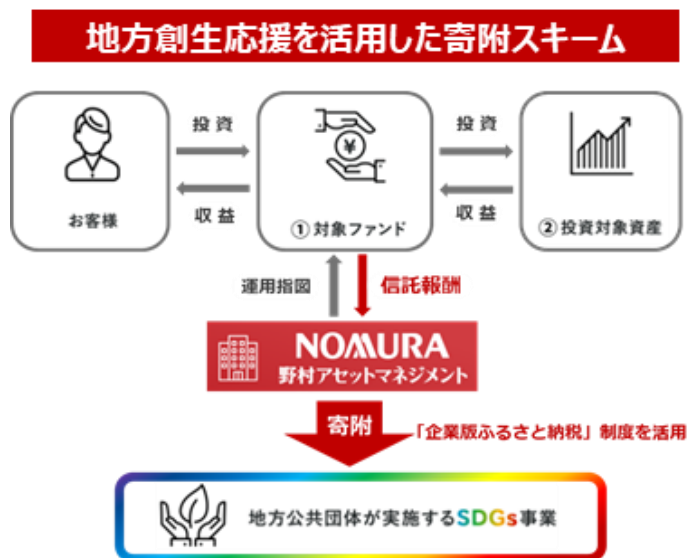 地方創生応援を活用した寄附スキーム
投資
投資
¥
お客様
収益
①対象ファンド
収益
②投資対象資産
運用指図
信託報酬
NOMURA
野村アセットマネジメント
寄附
「企業版ふるさと納税」制度を活用
地方公共団体が実施するSDGs事業